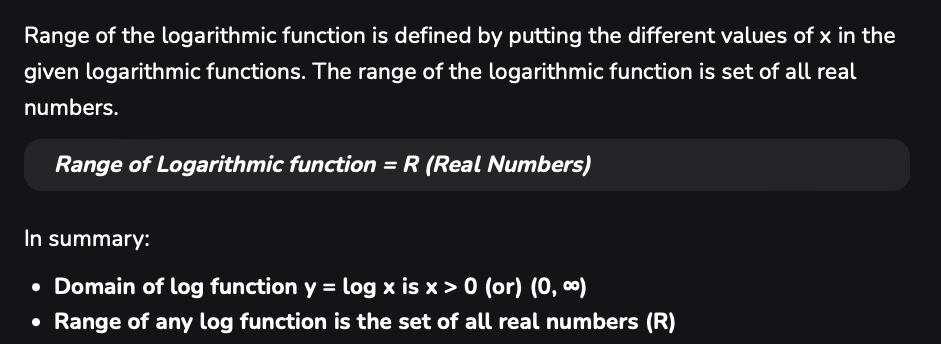 Range of the logarithmic function is defined by putting the different values of x in the
given logarithmic functions. The range of the logarithmic function is set of all real
numbers.
Range of Logarithmic function = R (Real Numbers)
In summary:
• Domain of log function y = log x is x > 0 (or) (0, ∞)
• Range of any log function is the set of all real numbers (R)